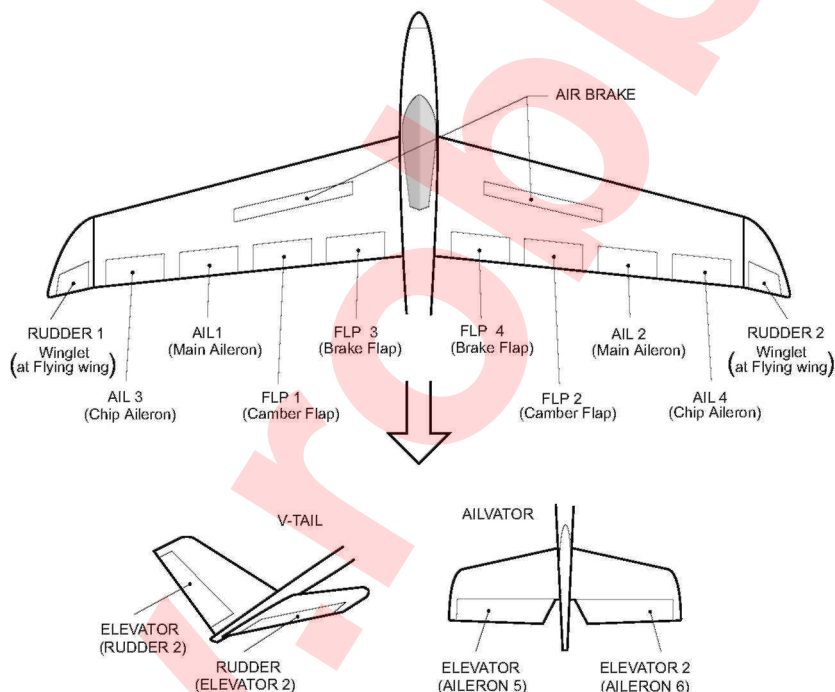 AIR BRAKE
RUDDER 1
Winglet
(at Flying wing)
AIL1
(Main Aileron)
FLP 3
(Brake Flap)
FLP 4
(Brake Flap)
AIL 2
(Main Aileron)
RUDDER 2
Winglet
(at Flying wing)
AIL 3
(Chip Aileron)
FLP 1
(Camber Flap)
FLP 2
(Camber Flap)
AIL 4
(Chip Aileron)
V-TAIL
AILVATOR
ELEVATOR
(RUDDER 2)
RUDDER
(ELEVATOR 2)
ELEVATOR
(AILERON 5)
ELEVATOR 2
(AILERON 6)